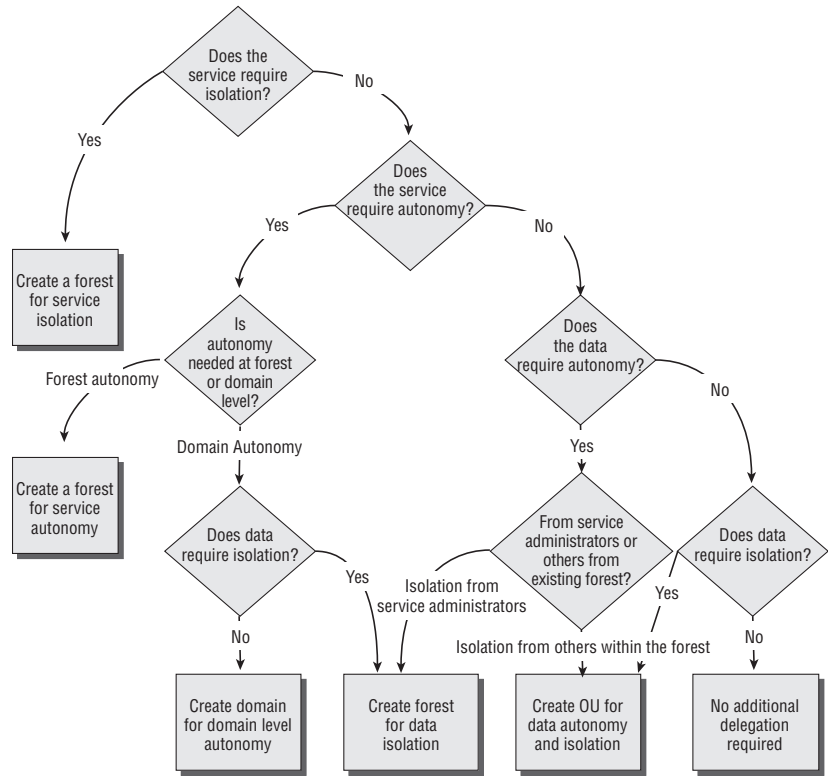 Does the
service require
isolation?
No
Yes
Does
the service
require autonomy?
Yes
No
Create a forest
for service
isolation
Is
autonomy
needed at forest
or domain
level?
Does
the data
require autonomy?
Forest autonomy
No
Domain Autonomy
Yes
Create a forest
for service
autonomy
Does data
require isolation?
From service
administrators or
others from
existing forest?
Does data
require isolation?
Yes
Isolation from
service administrators
Yes
No
Isolation from others within the forest
No
Create domain
for domain level
autonomy
Create forest
for data
isolation
Create OU for
data autonomy
and isolation
No additional
delegation
required